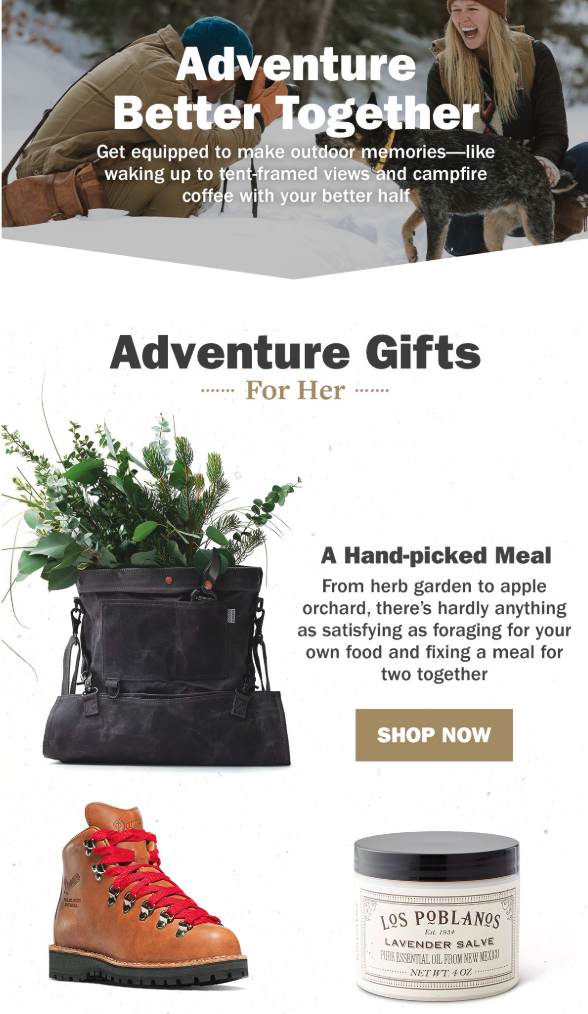 Adventure
Better Together
Get equipped to make outdoor memories—like
waking up to tent-framed views and campfire
coffee with your better half
Adventure Gifts
For Her
A Hand-picked Meal
From herb garden to apple
orchard, there's hardly anything
as satisfying as foraging for your
own food and fixing a meal for
two together
SHOP NOW
Danner
LOS POBLANOS
Est. 1934
LAVENDER SALVE
PURE ESSENTIAL OIL FROM NEW MEXICO
NET WT. 4 OZ